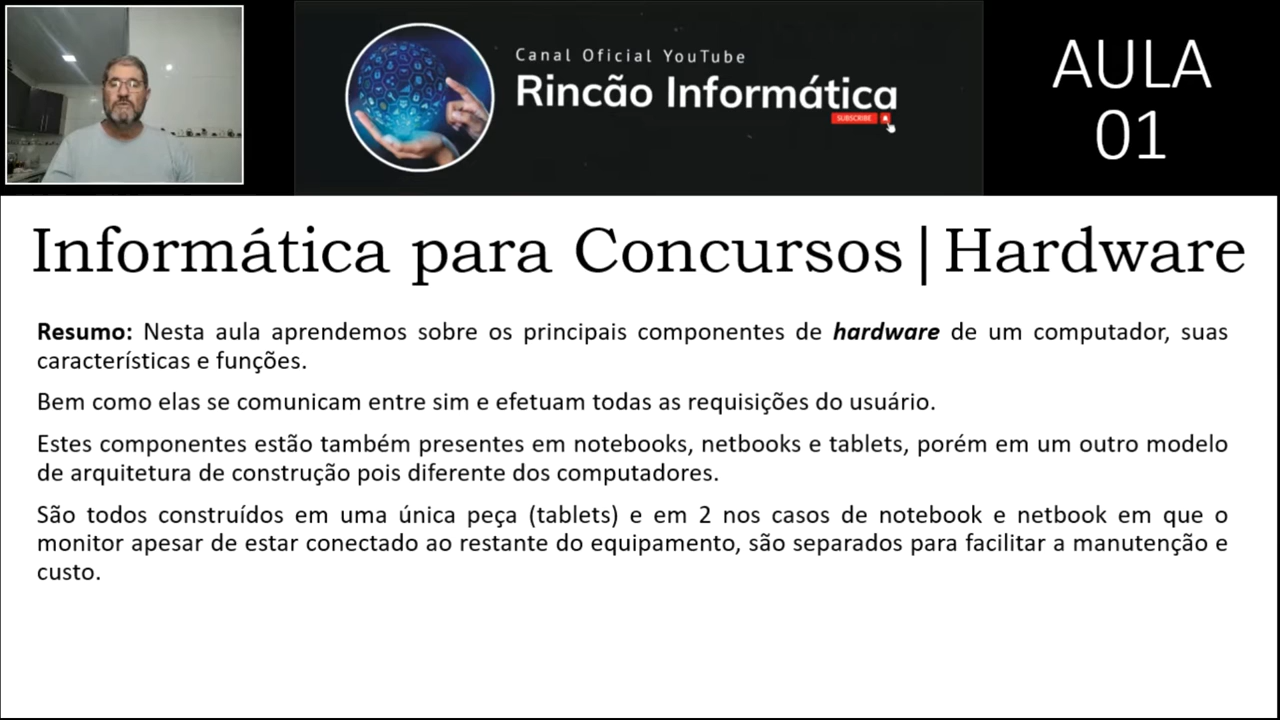 Canal Oficial YouTube
Rincão Informática
SUBSCRIBE
AULA
01
Informática para Concursos|Hardware
Resumo: Nesta aula aprendemos sobre os principais componentes de hardware de um computador, suas
características e funções.
Bem como elas se comunicam entre sim e efetuam todas as requisições do usuário.
Estes componentes estão também presentes em notebooks, netbooks e tablets, porém em um outro modelo
de arquitetura de construção pois diferente dos computadores.
São todos construídos em uma única peça (tablets) e em 2 nos casos de notebook e netbook em que o
monitor apesar de estar conectado ao restante do equipamento, são separados para facilitar a manutenção e
custo.